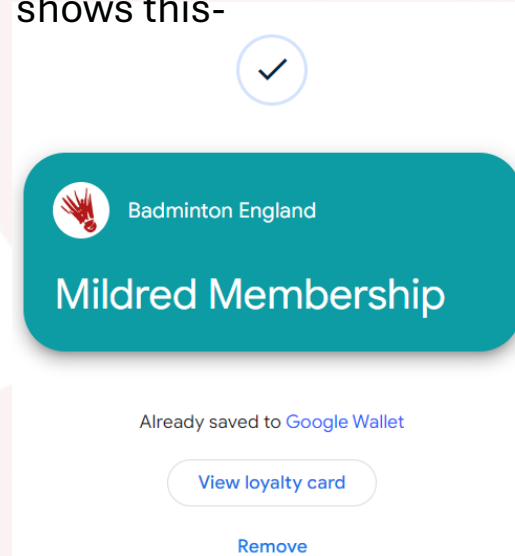 shows this-
Badminton England
Mildred Membership
Already saved to Google Wallet
View loyalty card
Remove